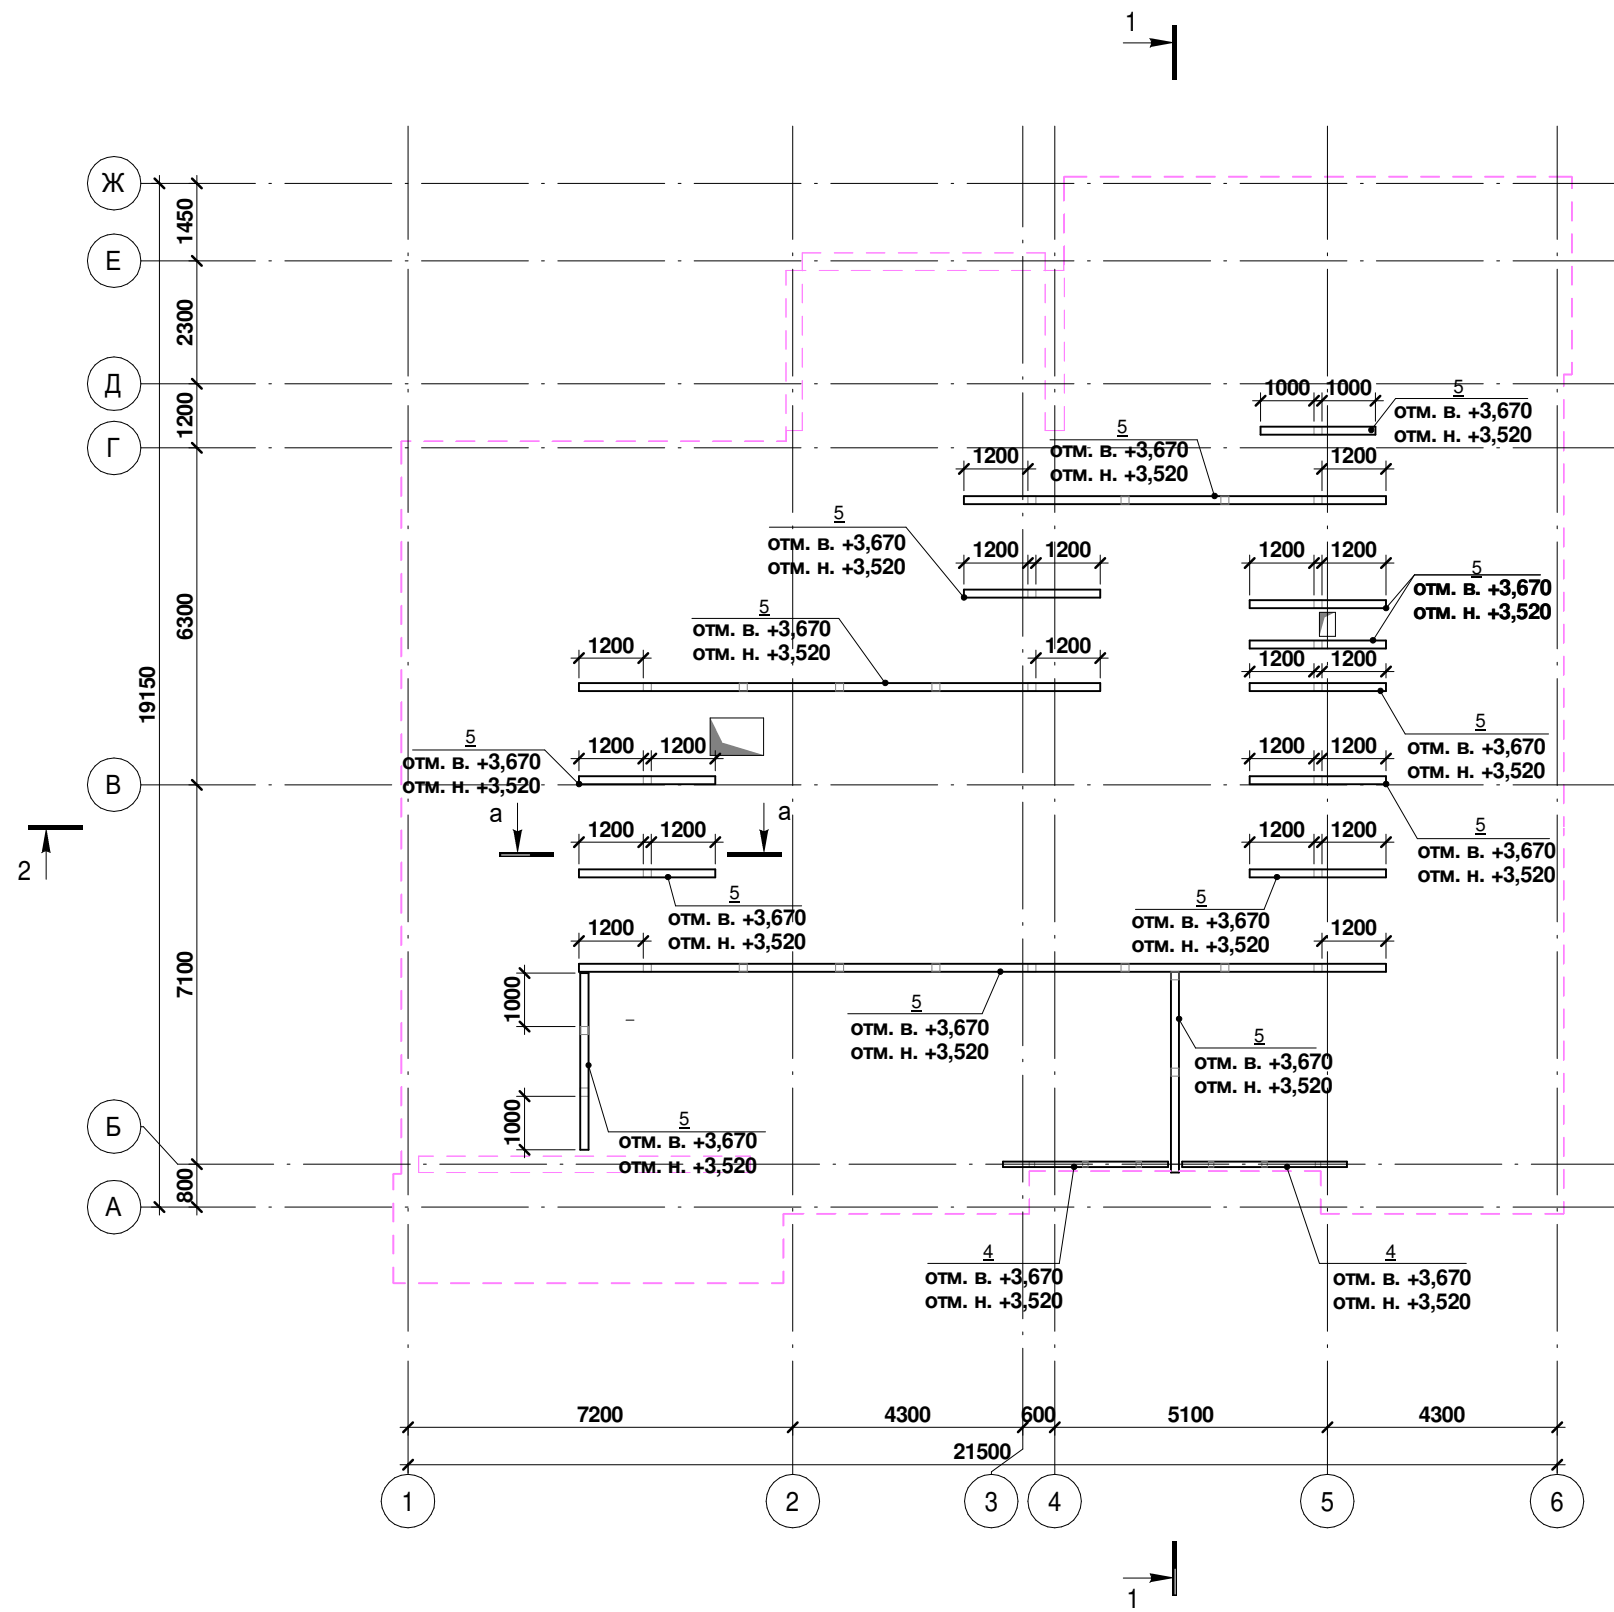 1
Ж
1450
Е
2300
Д
1000 1000
5
отм. в. +3,670
отм. н. +3,520
1200
Г
5
отм. в. +3,670
отм. н. +3,520
1200
1200
5
отм. в. +3,670
отм. н. +3,520
1200 1200
1200 1200
5
отм. в. +3,670
отм. н. +3,520
6300
5
отм. в. +3,670
отм. н. +3,520
1200
1200
1200 1200
19150
5
отм. в. +3,670
отм. н. +3,520
1200 1200
5
отм. в. +3,670
отм. н. +3,520
1200 1200
В
а
а
2
1200 1200
1200 1200
5
отм. в. +3,670
отм. н. +3,520
5
отм. в. +3,670
отм. н. +3,520
5
отм. в. +3,670
отм. н. +3,520
1200
1200
7100
1000
5
отм. в. +3,670
отм. н. +3,520
5
отм. в. +3,670
отм. н. +3,520
1000
5
отм. в. +3,670
отм. н. +3,520
Б
800
А
4
отм. в. +3,670
отм. н. +3,520
4
отм. в. +3,670
отм. н. +3,520
7200 4300 600 5100 4300
21500
1 2 3 4 5 6
1